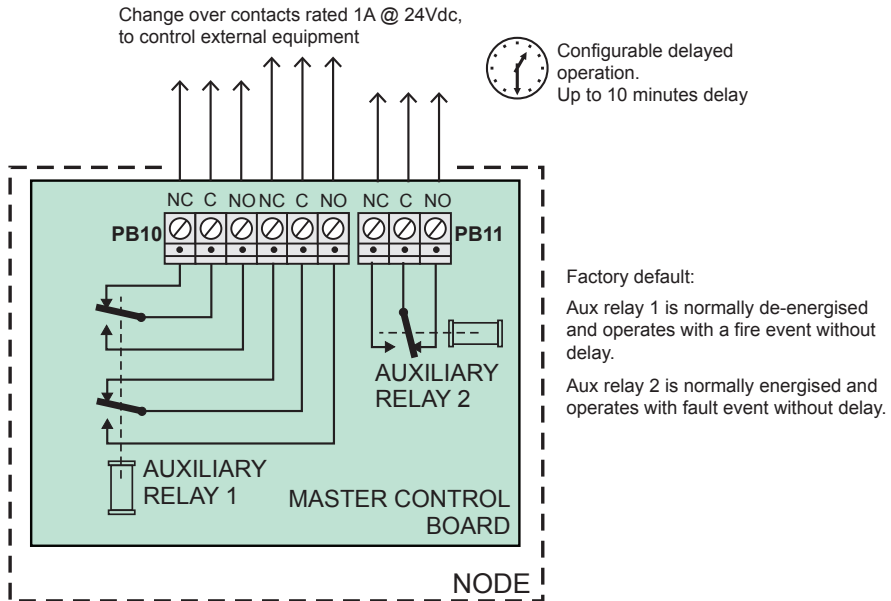 Change over contacts rated 1A @ 24Vdc,
to control external equipment
Configurable delayed
operation.
Up to 10 minutes delay
NC C NO NC C NO NC C NO
PB10
PB11
Factory default:
Aux relay 1 is normally de-energised
and operates with a fire event without
delay.
Aux relay 2 is normally energised and
operates with fault event without delay.
AUXILIARY
RELAY 2
AUXILIARY
RELAY 1
MASTER CONTROL
BOARD
NODE